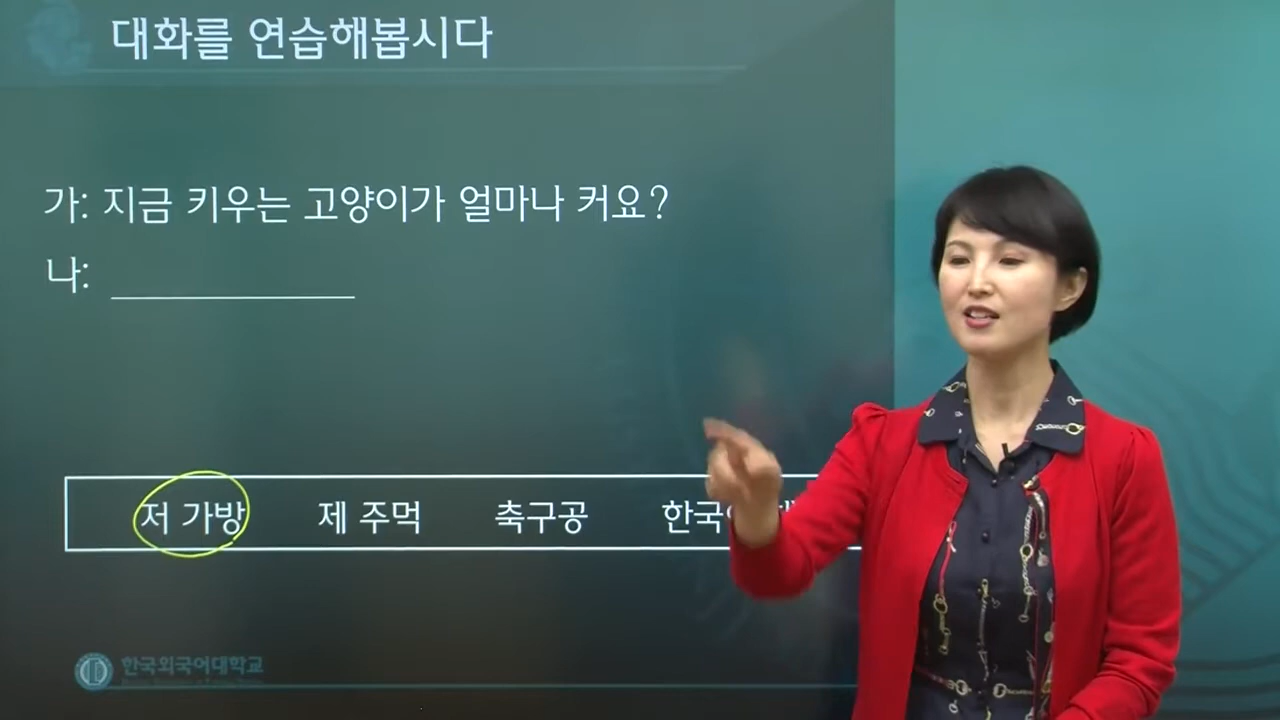 대화를 연습해봅시다
가: 지금 키우는 고양이가 얼마나 커요?
나:
저 가방 제 주먹 축구공
한국외국어대학교